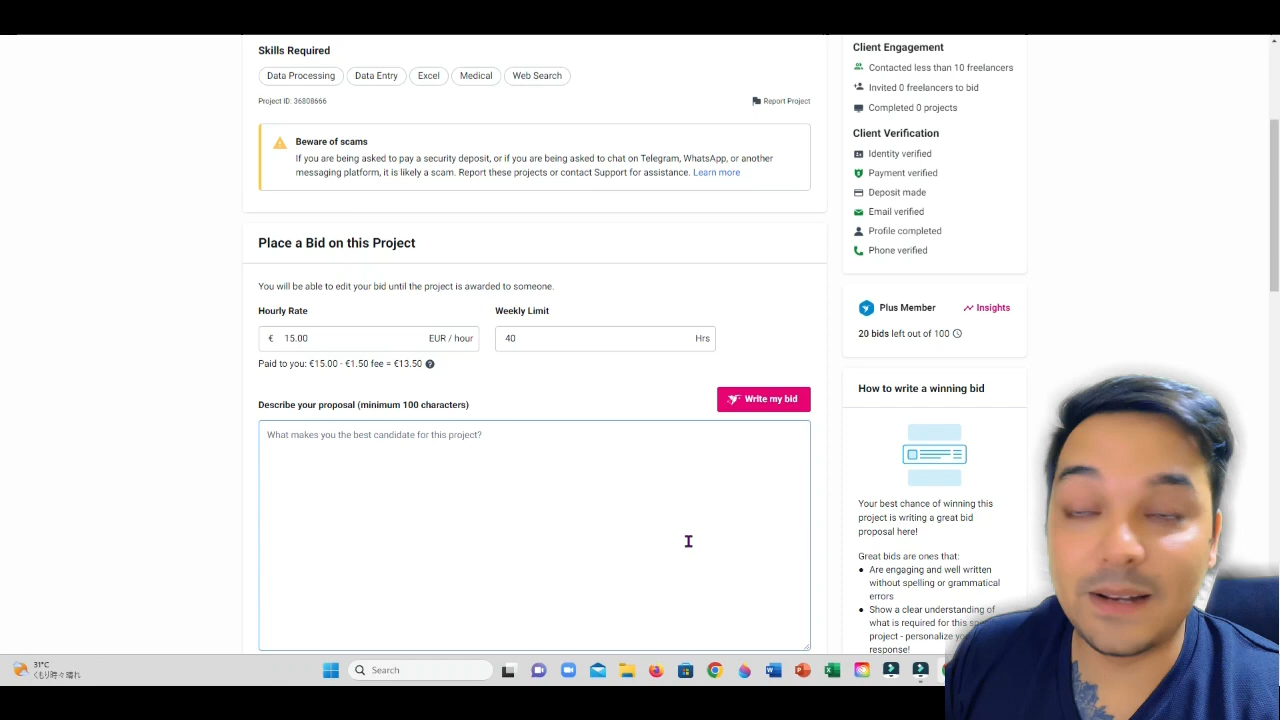 Skills Required
Data Processing
Data Entry
Excel
Medical
Web Search
Project ID: 36808666
Report Project
Beware of scams
If you are being asked to pay a security deposit, or if you are being asked to chat on Telegram, WhatsApp, or another
messaging platform, it is likely a scam. Report these projects or contact Support for assistance. Learn more
Place a Bid on this Project
You will be able to edit your bid until the project is awarded to someone.
Hourly Rate
Weekly Limit
€ 15.00 EUR / hour
40 Hrs
Paid to you: €15.00 - €1.50 fee = €13.50
Describe your proposal (minimum 100 characters)
Write my bid
What makes you the best candidate for this project?
Client Engagement
Contacted less than 10 freelancers
Invited 0 freelancers to bid
Completed 0 projects
Client Verification
Identity verified
Payment verified
Deposit made
Email verified
Profile completed
Phone verified
Plus Member
Insights
20 bids left out of 100
How to write a winning bid
Your best chance of winning this
project is writing a great bid
proposal here!
Great bids are ones that:
Are engaging and well written
without spelling or grammatical
errors
Show a clear understanding of
what is required for this
project - personalize
response!
31°C
くもり時々晴れ
Search